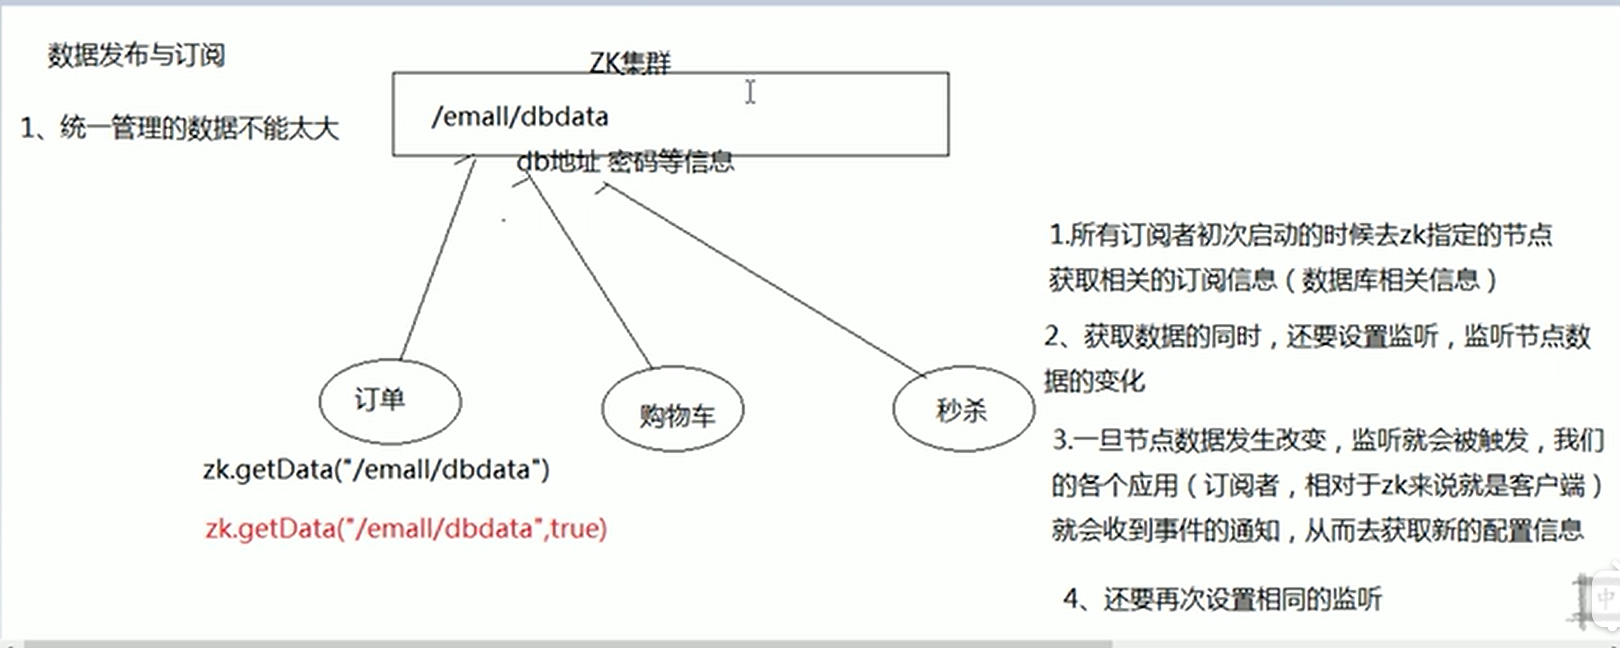 数据发布与订阅
1、统一管理的数据不能太大
ZK集群
/emall/dbdata
db地址 密码等信息
订单
购物车
秒杀
zk.getData("/emall/dbdata")
zk.getData("/emall/dbdata",true)
1.所有订阅者初次启动的时候去zk指定的节点
获取相关的订阅信息（数据库相关信息）
2、获取数据的同时，还要设置监听，监听节点数
据的变化
3.一旦节点数据发生改变，监听就会被触发，我们
的各个应用（订阅者，相对于zk来说就是客户端）
就会收到事件的通知，从而去获取新的配置信息
4、还要再次设置相同的监听
中